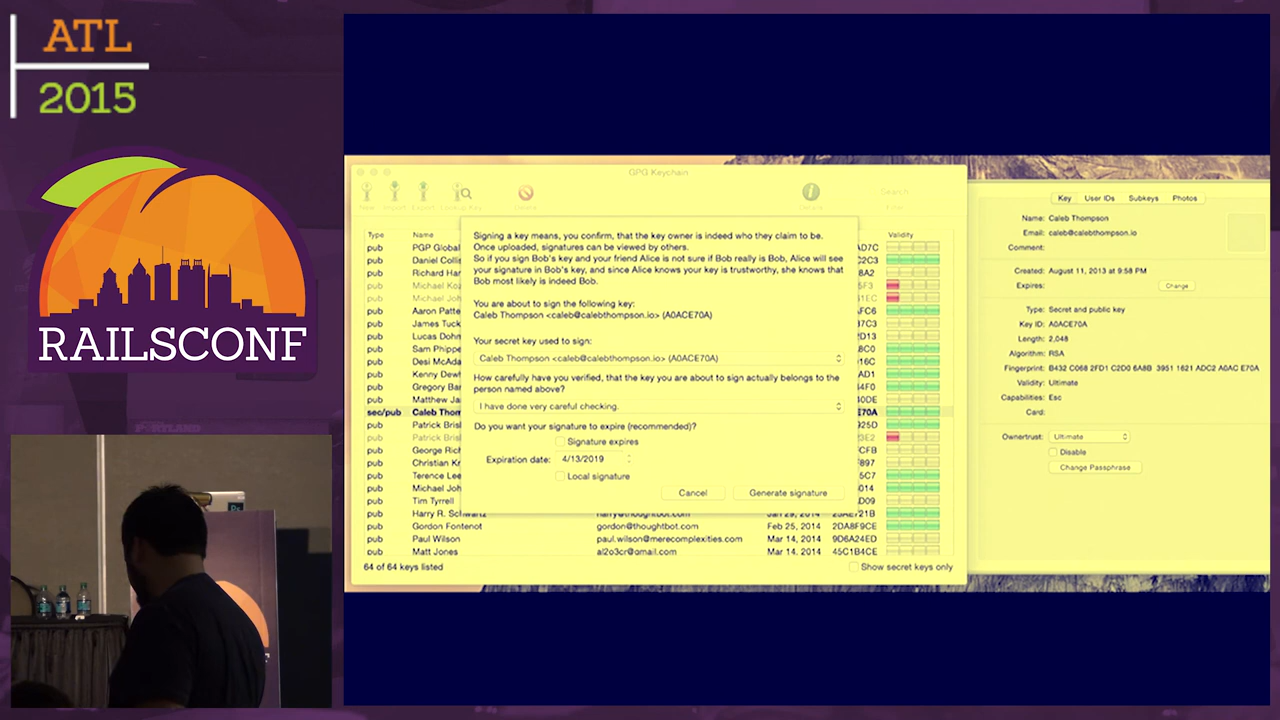 ATL
2015
RAILSCONF
GPG Keychain
Search
Type Name Validity
pub PGP Global
pub Daniel Collis
pub Richard Har
pub Michael Koz
pub Michael Joh
pub Aaron Patte
pub James Tuck
pub Lucas Dohm
pub Sam Phippe
pub Desi McAda
pub Kenny Dewh
pub Gregory Bar
pub Matthew Ja
sec/pub Caleb Thom
pub Patrick Bris
pub Patrick Bris
pub George Rich
pub Christian Kr
pub Terence Lee
pub Michael Joh
pub Tim Tyrrell
pub Harry R. Schwartz
pub Gordon Fontenot gordon@thoughtbot.com Feb 25, 2014 2DA8F9CE
pub Paul Wilson paul.wilson@merecomplexities.com Mar 14, 2014 9D6A24ED
pub Matt Jones al2o3cr@gmail.com Mar 14, 2014 45C1B4CE
64 of 64 keys listed Show secret keys only
Signing a key means, you confirm, that the key owner is indeed who they claim to be.
Once uploaded, signatures can be viewed by others.
So if you sign Bob's key and your friend Alice is not sure if Bob really is Bob, Alice will see
your signature in Bob's key, and since Alice knows your key is trustworthy, she knows that
Bob most likely is indeed Bob.
You are about to sign the following key:
Caleb Thompson <caleb@calebthompson.io> (A0ACE70A)
Your secret key used to sign:
Caleb Thompson <caleb@calebthompson.io> (A0ACE70A)
How carefully have you verified, that the key you are about to sign actually belongs to the
person named above?
I have done very careful checking.
Do you want your signature to expire (recommended)?
Signature expires
Expiration date: 4/13/2019
Local signature
Cancel Generate signature
Key User IDs Subkeys Photos
Name: Caleb Thompson
Email: caleb@calebthompson.io
Comment:
Created: August 11, 2013 at 9:58 PM
Expires: Change
Type: Secret and public key
Key ID: A0ACE70A
Length: 2,048
Algorithm: RSA
Fingerprint: B432 C068 2FD1 C2D0 6A8B 3951 1621 ADC2 A0AC E70A
Validity: Ultimate
Capabilities: Esc
Card:
Ownertrust: Ultimate
Disable
Change Passphrase